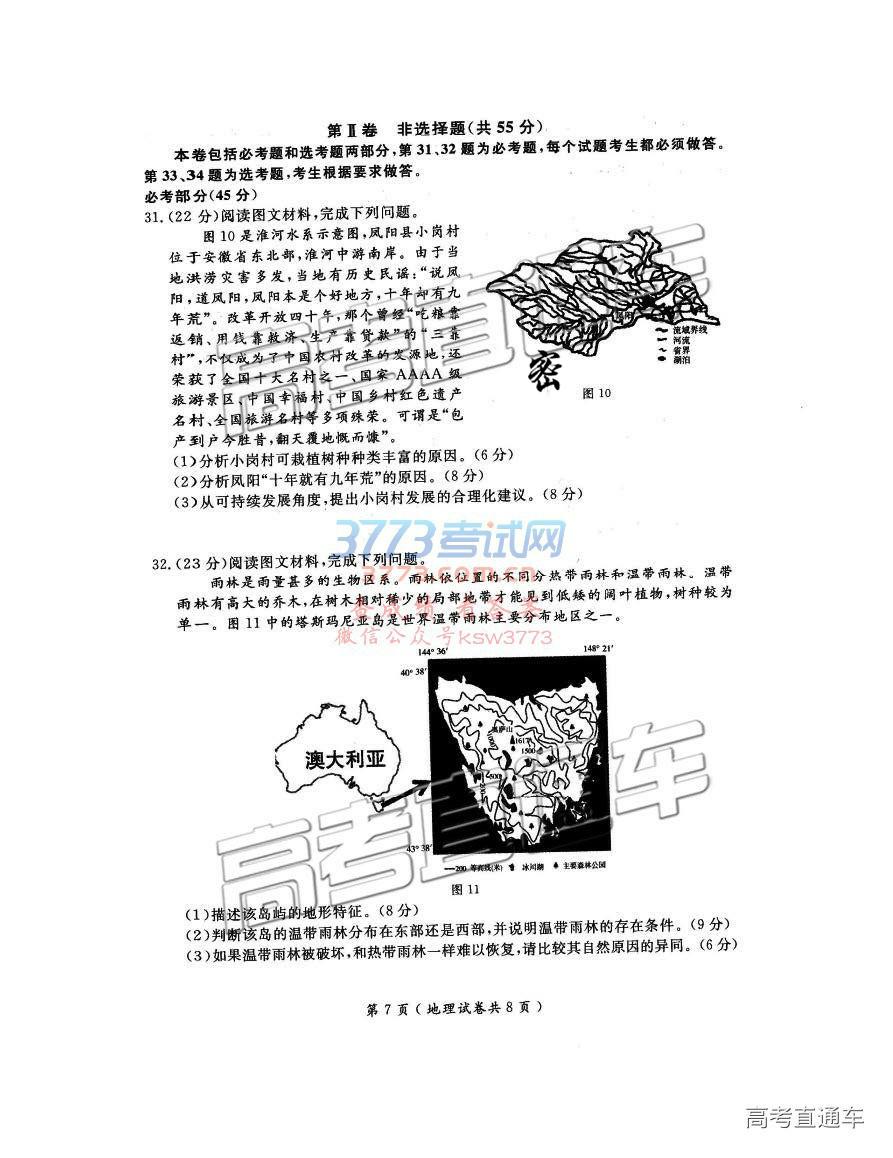 第Ⅱ卷 非选择题(共55分)
本卷包括必考题和选考题两部分,第31、32题为必考题,每个试题考生都必须做答。
第33、34题为选考题,考生根据要求做答。
必考部分(45分)
31.(22分)阅读图文材料,完成下列问题。
图10是淮河水系示意图,凤阳县小岗村
位于安徽省东北部,淮河中游南岸。由于当
地洪涝灾害多发,当地有历史民谣:“说凤
阳,道凤阳,凤阳本是个好地方,十年却有九
年荒”。改革开放四十年,那个曾经“吃粮靠
返销、用钱靠救济、生产靠贷款”的“三靠
村”,不仅成为了中国农村改革的发源地,还
荣获了全国十大名村之一、国家AAAA级
旅游景区、中国幸福村、中国乡村红色遗产
名村、全国旅游名村等多项殊荣。可谓是“包
产到户今胜昔,翻天覆地慨而慷”。
凤阳
流域界线
河流
省界
湖泊
密
图10
(1)分析小岗村可栽植树种种类丰富的原因。(6分)
(2)分析凤阳“十年就有九年荒”的原因。(8分)
(3)从可持续发展角度,提出小岗村发展的合理化建议。(8分)
3773考试网
3773.com.cn
查成绩 有答案
微信公众号ksw3773
32.(23分)阅读图文材料,完成下列问题。
雨林是雨量甚多的生物区系。雨林依位置的不同分热带雨林和温带雨林。温带
雨林有高大的乔木,在树木相对稀少的局部地带才能见到低矮的阔叶植物,树种较为
单一。图11中的塔斯玛尼亚岛是世界温带雨林主要分布地区之一。
144°36′
148°21′
40°38′
1617
1500
500
澳大利亚
43°38′
200 等高线(米) 冰川湖 主要森林公园
图11
(1)描述该岛屿的地形特征。(8分)
(2)判断该岛的温带雨林分布在东部还是西部,并说明温带雨林的存在条件。(9分)
(3)如果温带雨林被破坏,和热带雨林一样难以恢复,请比较其自然原因的异同。(6分)
第7页(地理试卷共8页)
高考直通车
高考直通车
高考直通车